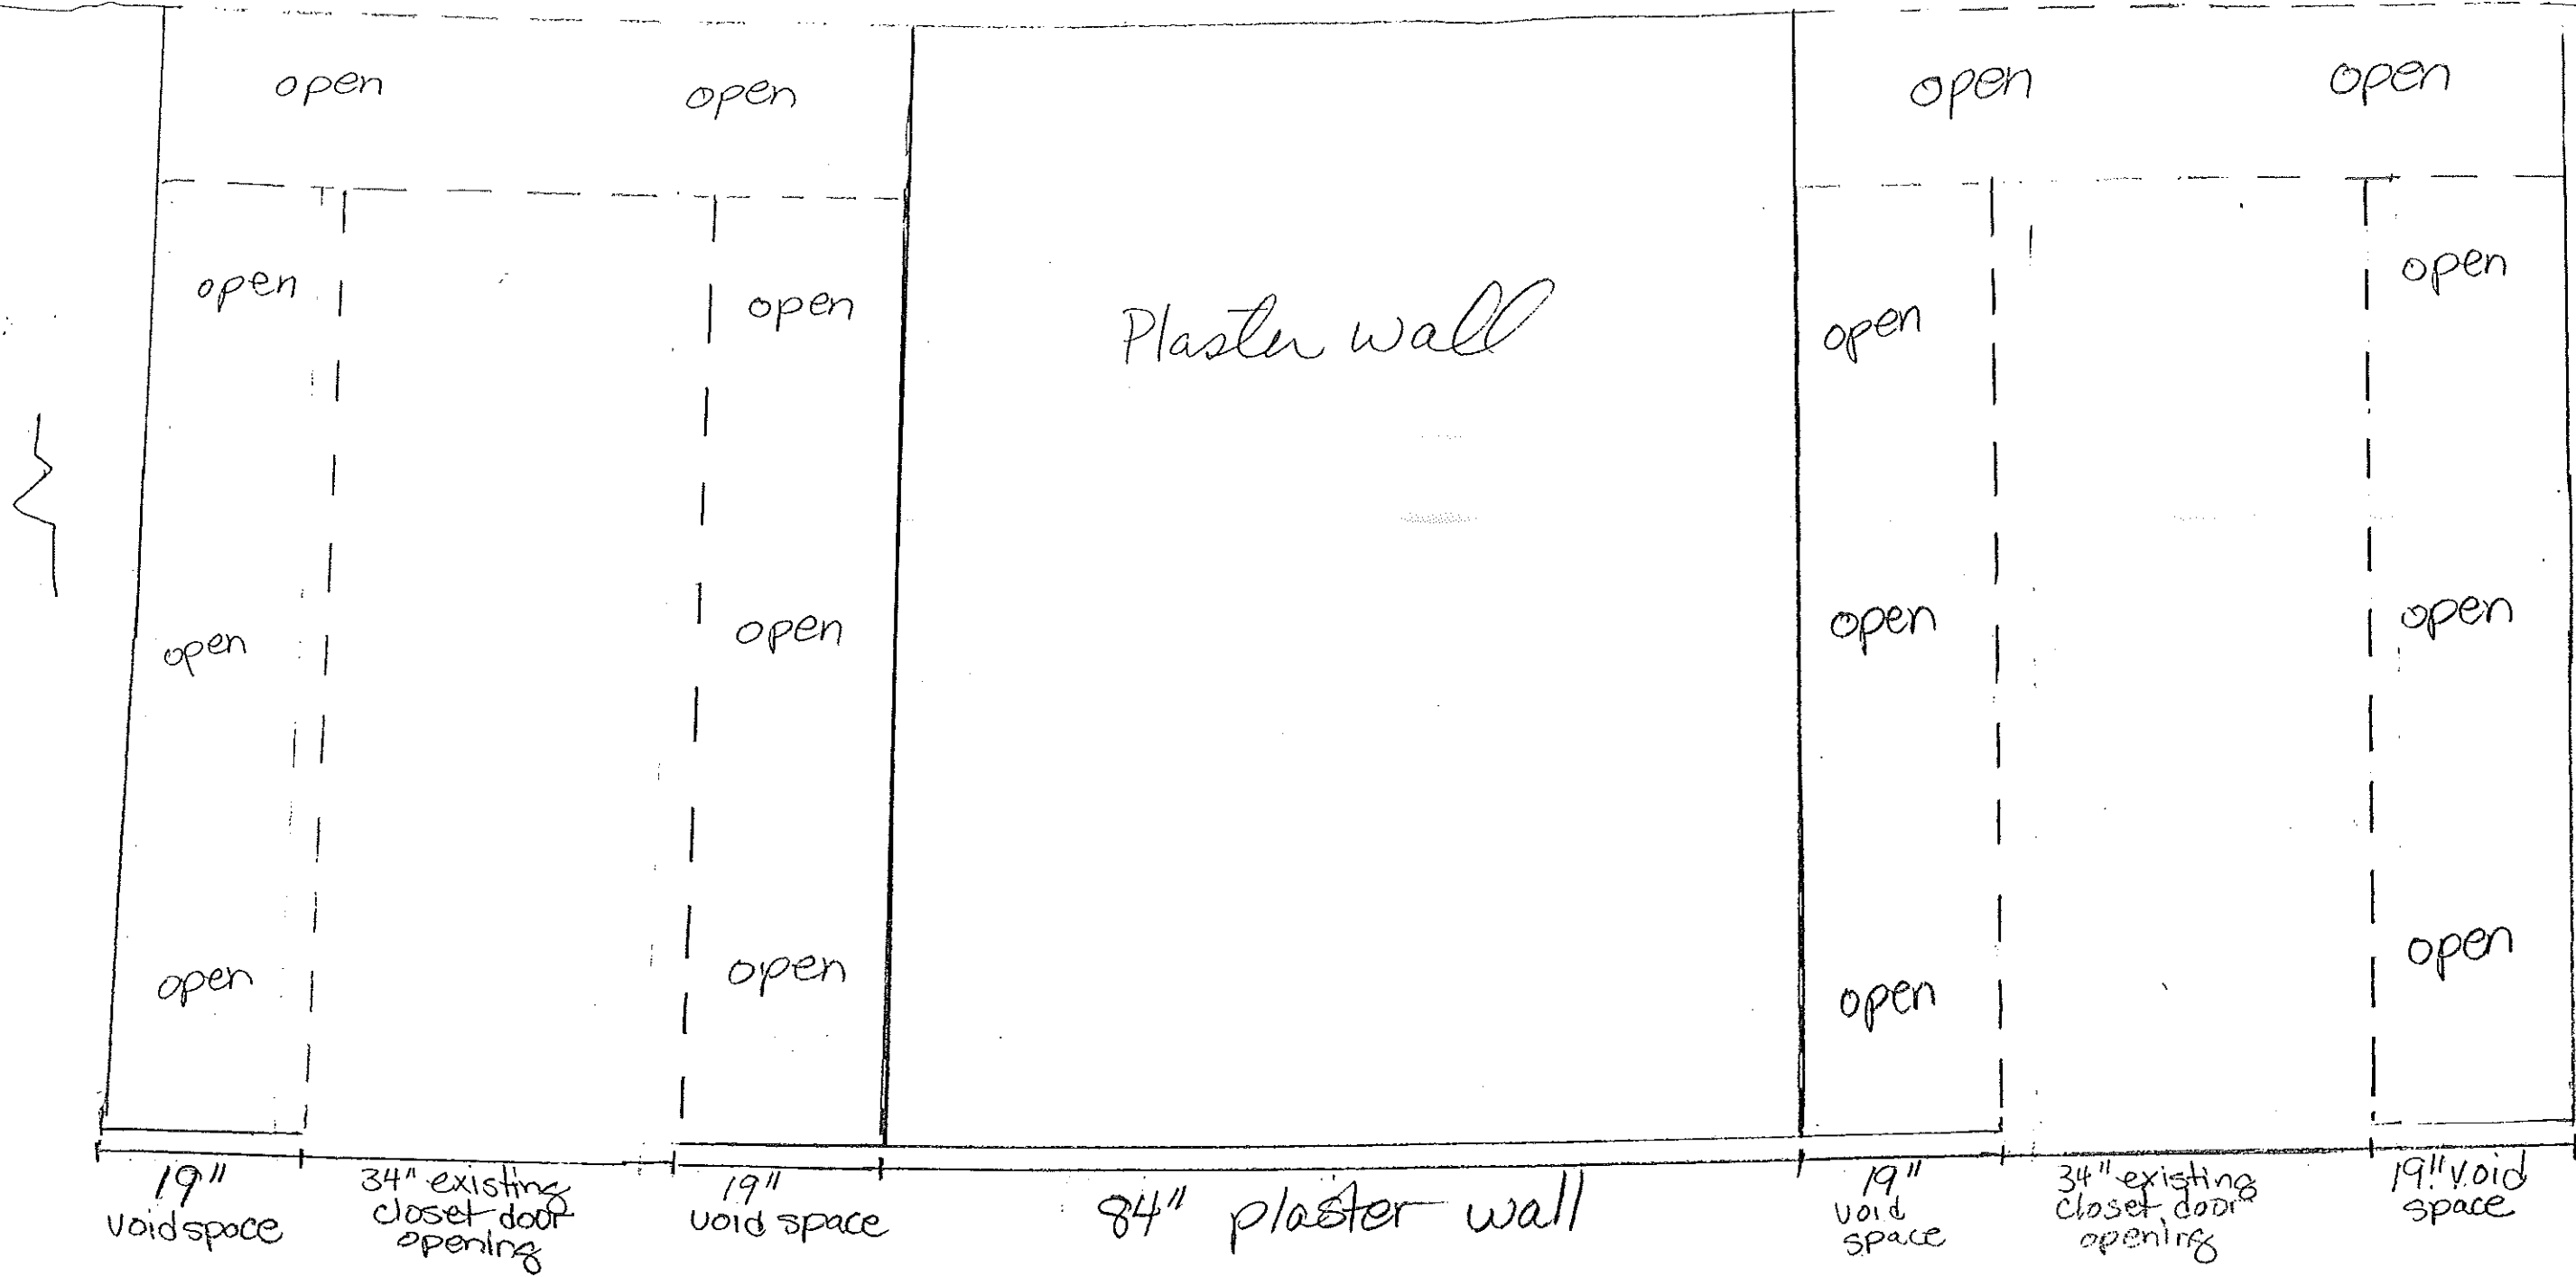 open open open open
open open Plaster wall open open
open open open open
open open open open
19"
void space
34" existing
closet door
opening
19"
void space
84" plaster wall
19"
void
space
34" existing
closet door
opening
19" void
space